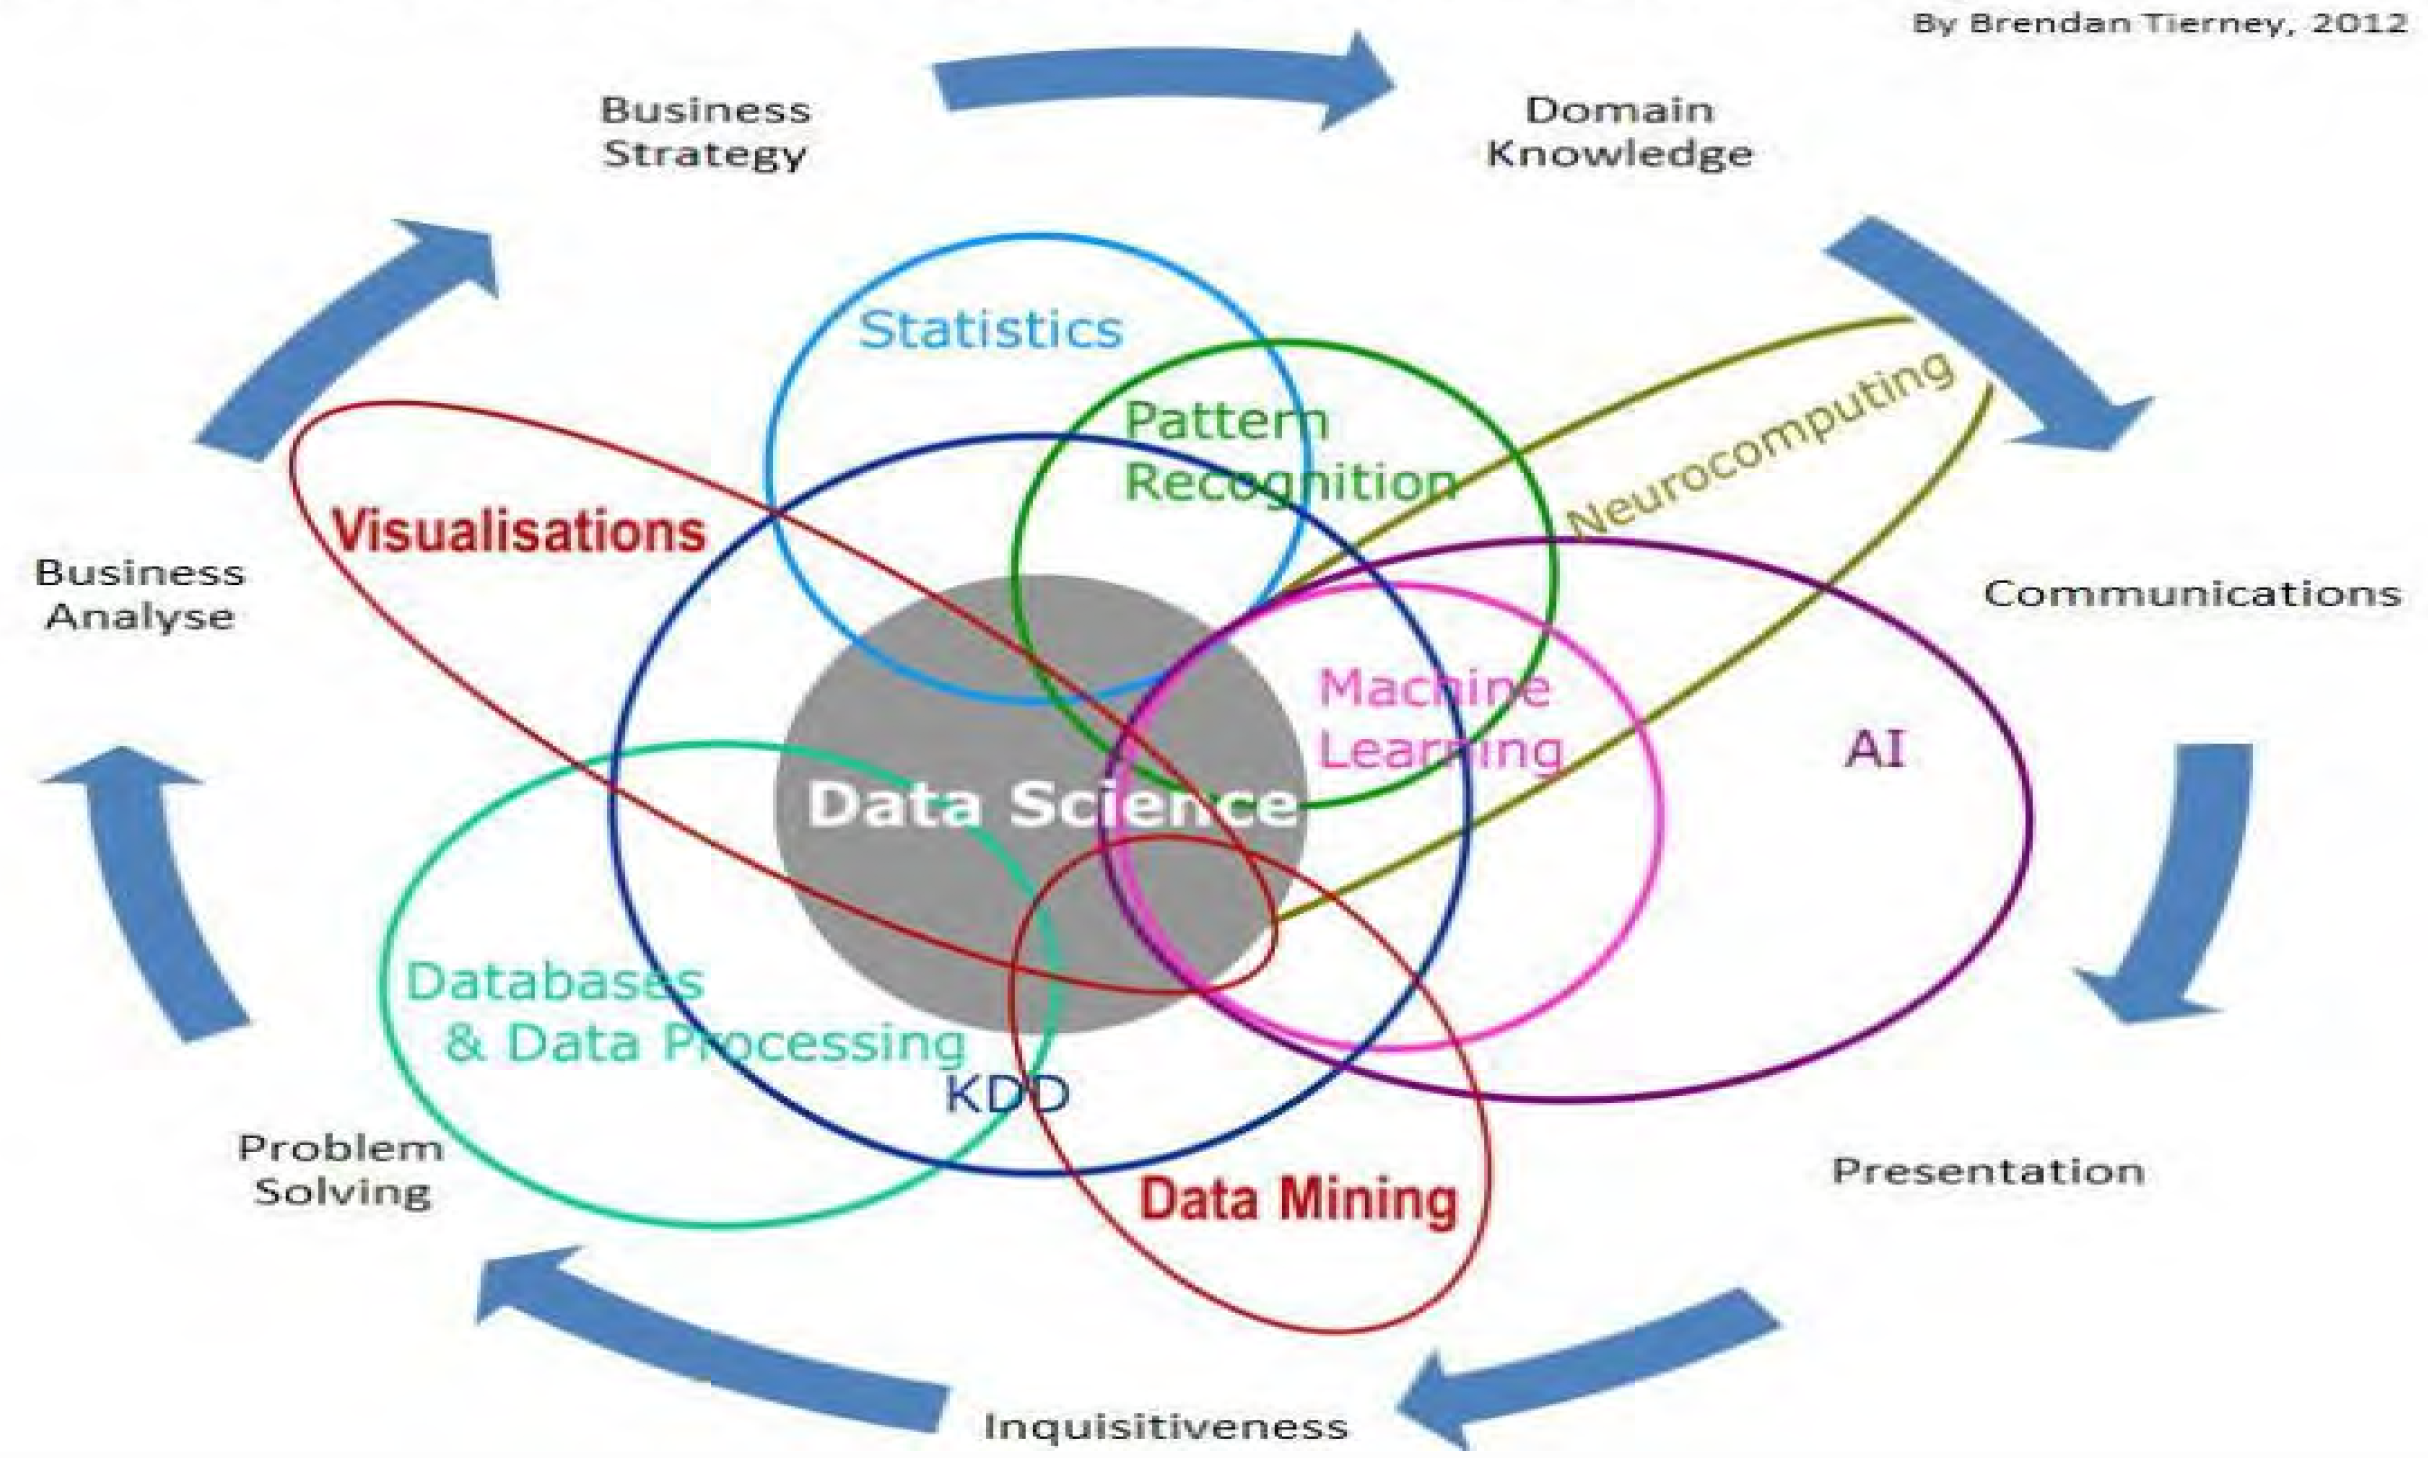 By Brendan Tierney, 2012
Business
Strategy
Domain
Knowledge
Statistics
Pattern
Recognition
Neurocomputing
Visualisations
Business
Analyse
Communications
Machine
Learning
AI
Data Science
Databases
& Data Processing
KDD
Problem
Solving
Data Mining
Presentation
Inquisitiveness